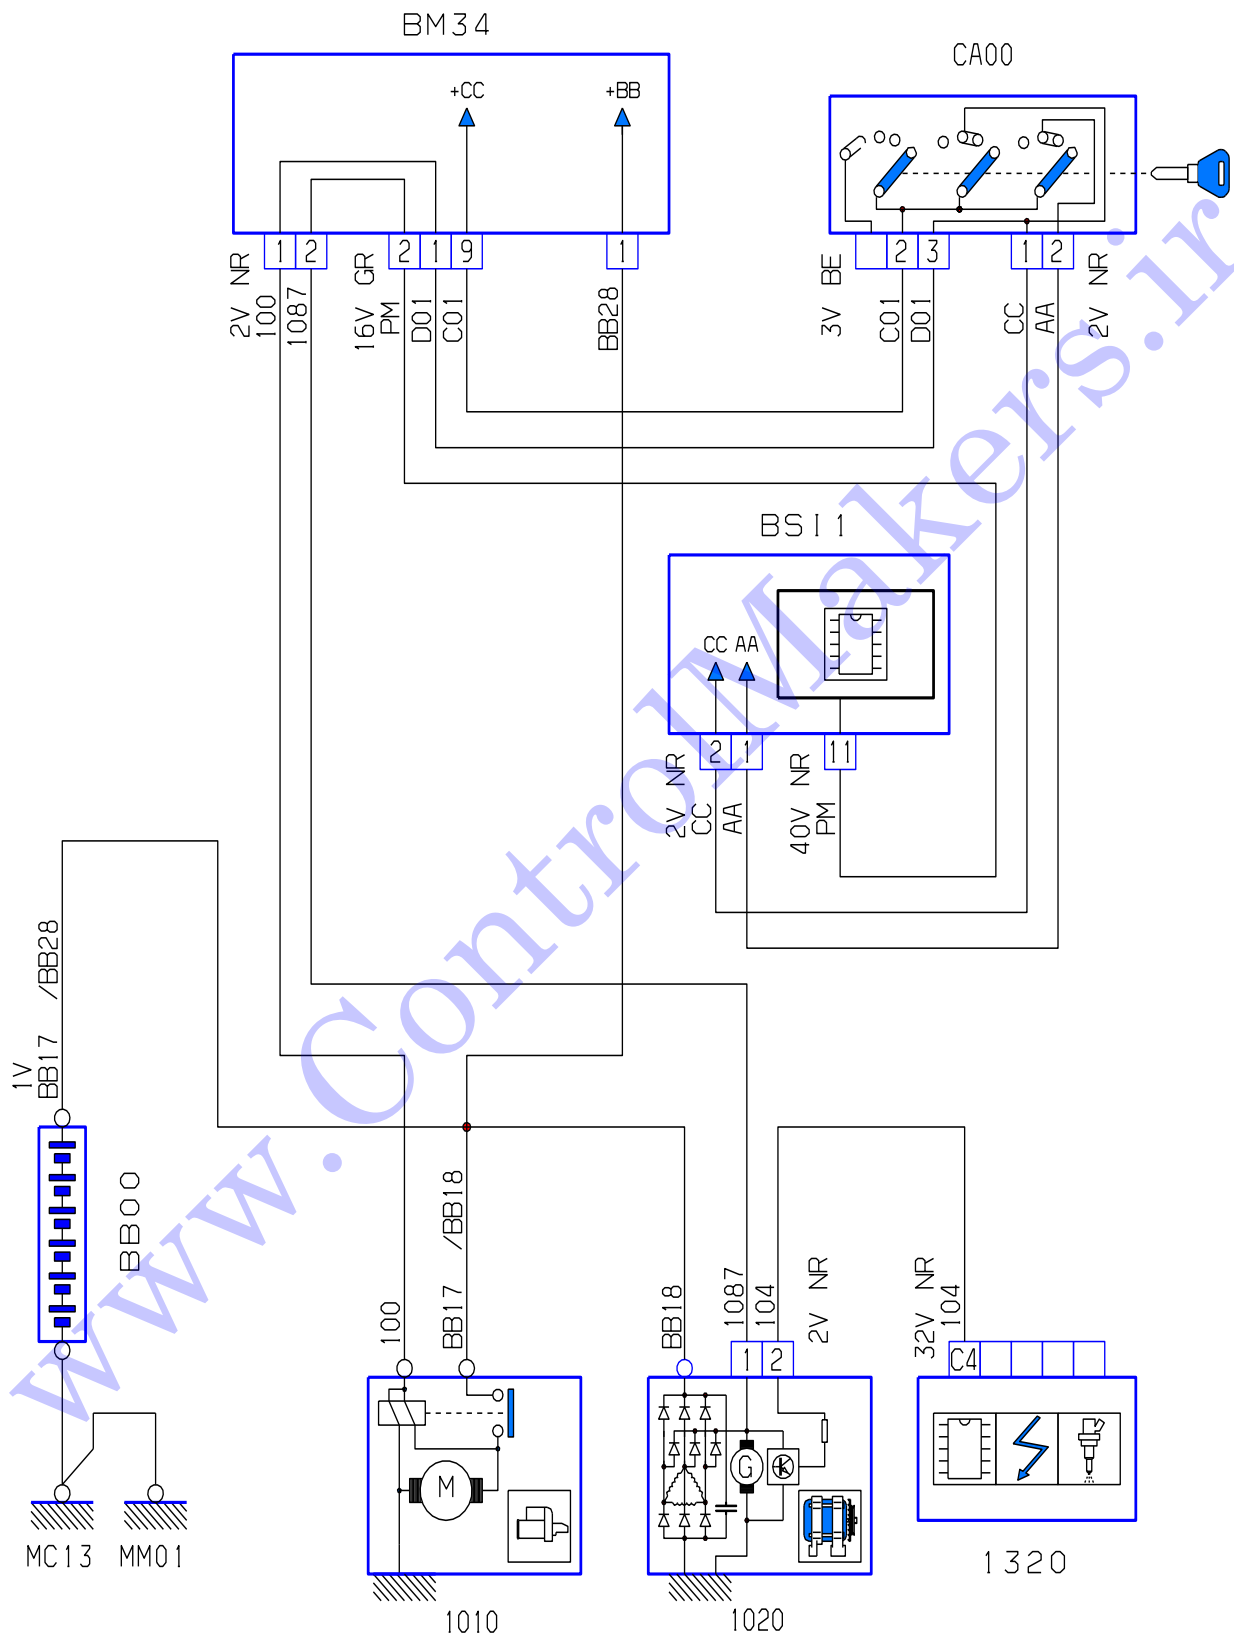 BM34
CA00
+CC
+BB
1
2
2
1
9
1
2
3
1
2
2V NR
100
1087
16V GR
PM
D01
C01
BB28
3V BE
C01
D01
CC
AA
2V NR
BSI1
CC AA
2
1
11
2V NR
CC
AA
40V NR
PM
1V
BB17 /BB28
BB00
100
BB17 /BB18
BB18
1087
104
2V NR
32V NR
104
1
2
C4
M
G
MC13
MM01
1010
1020
1320
www.ControlMakers.ir